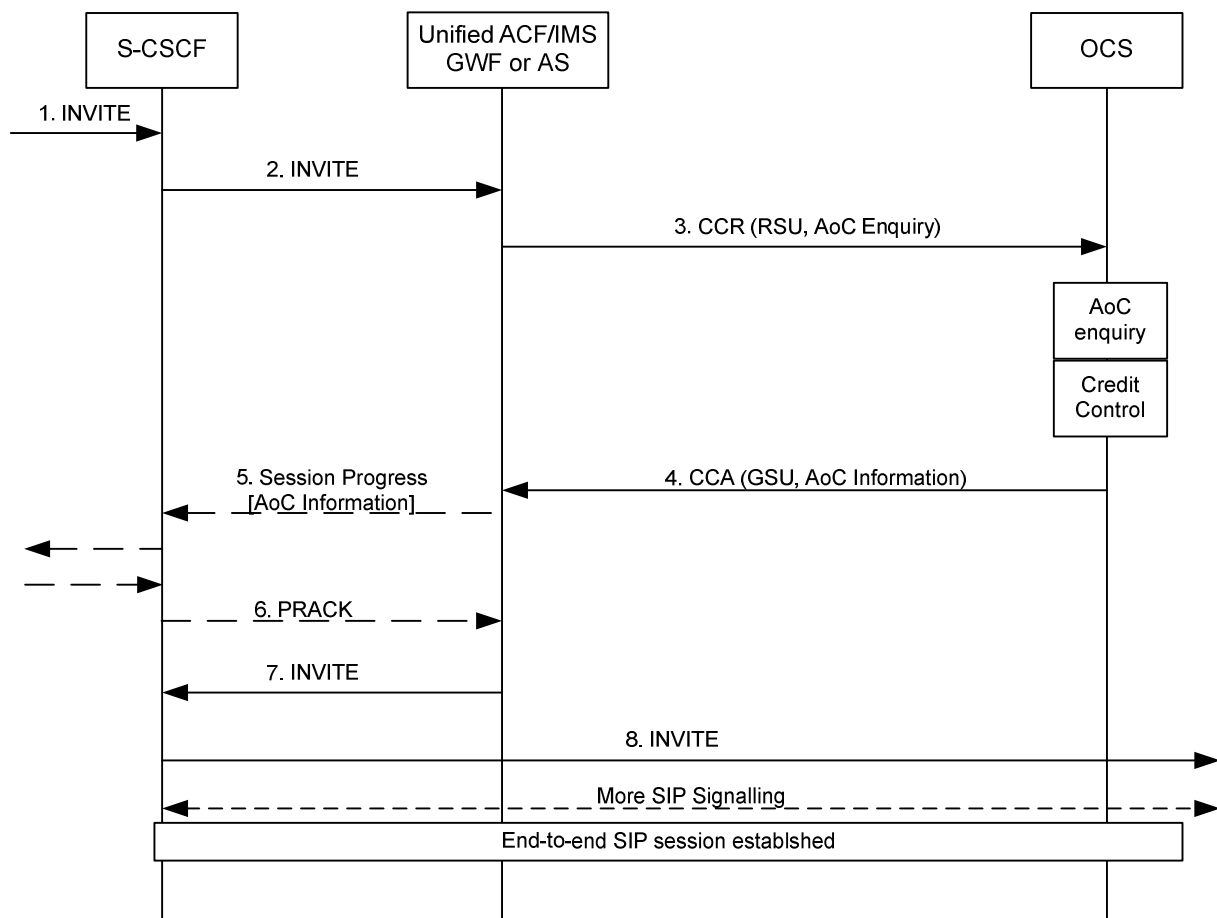 S-CSCF
Unified ACF/IMS
GWF or AS
OCS
1. INVITE
2. INVITE
3. CCR (RSU, AoC Enquiry)
AoC
enquiry
Credit
Control
5. Session Progress
[AoC Information]
4. CCA (GSU, AoC Information)
6. PRACK
7. INVITE
8. INVITE
More SIP Signalling
End-to-end SIP session establshed